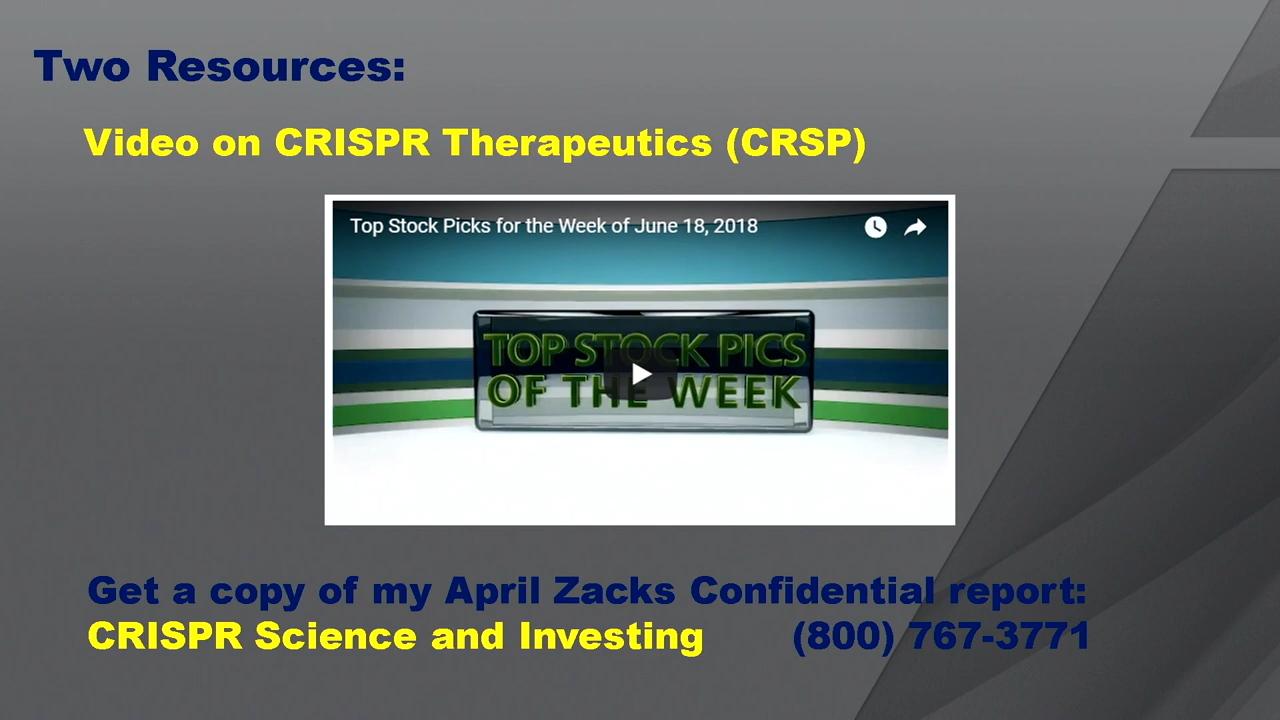 Two Resources:
Video on CRISPR Therapeutics (CRSP)
Top Stock Picks for the Week of June 18, 2018
TOP STOCK PICS
OF THE WEEK
Get a copy of my April Zacks Confidential report:
CRISPR Science and Investing (800) 767-3771